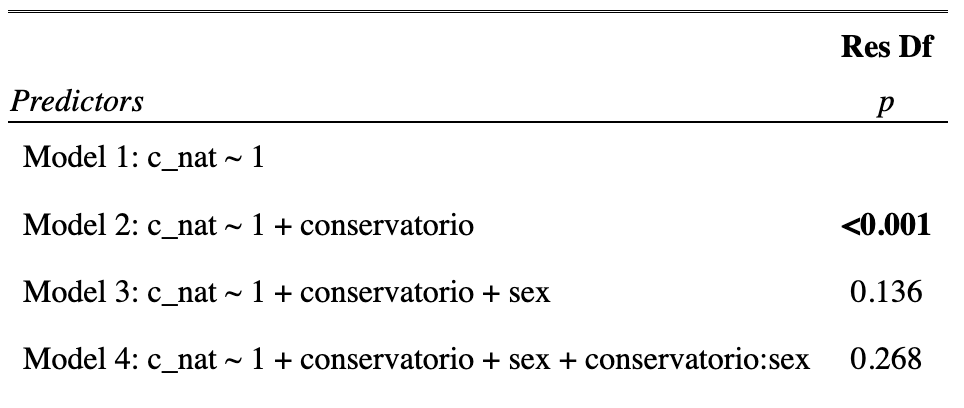 Res Df
Predictors p
Model 1: c_nat ~ 1
Model 2: c_nat ~ 1 + conservatorio <0.001
Model 3: c_nat ~ 1 + conservatorio + sex 0.136
Model 4: c_nat ~ 1 + conservatorio + sex + conservatorio:sex 0.268